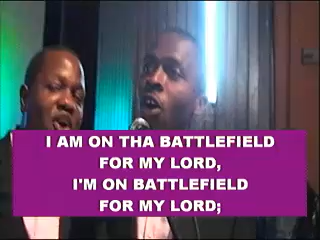 I AM ON THA BATTLEFIELD
FOR MY LORD,
I'M ON BATTLEFIELD
FOR MY LORD;